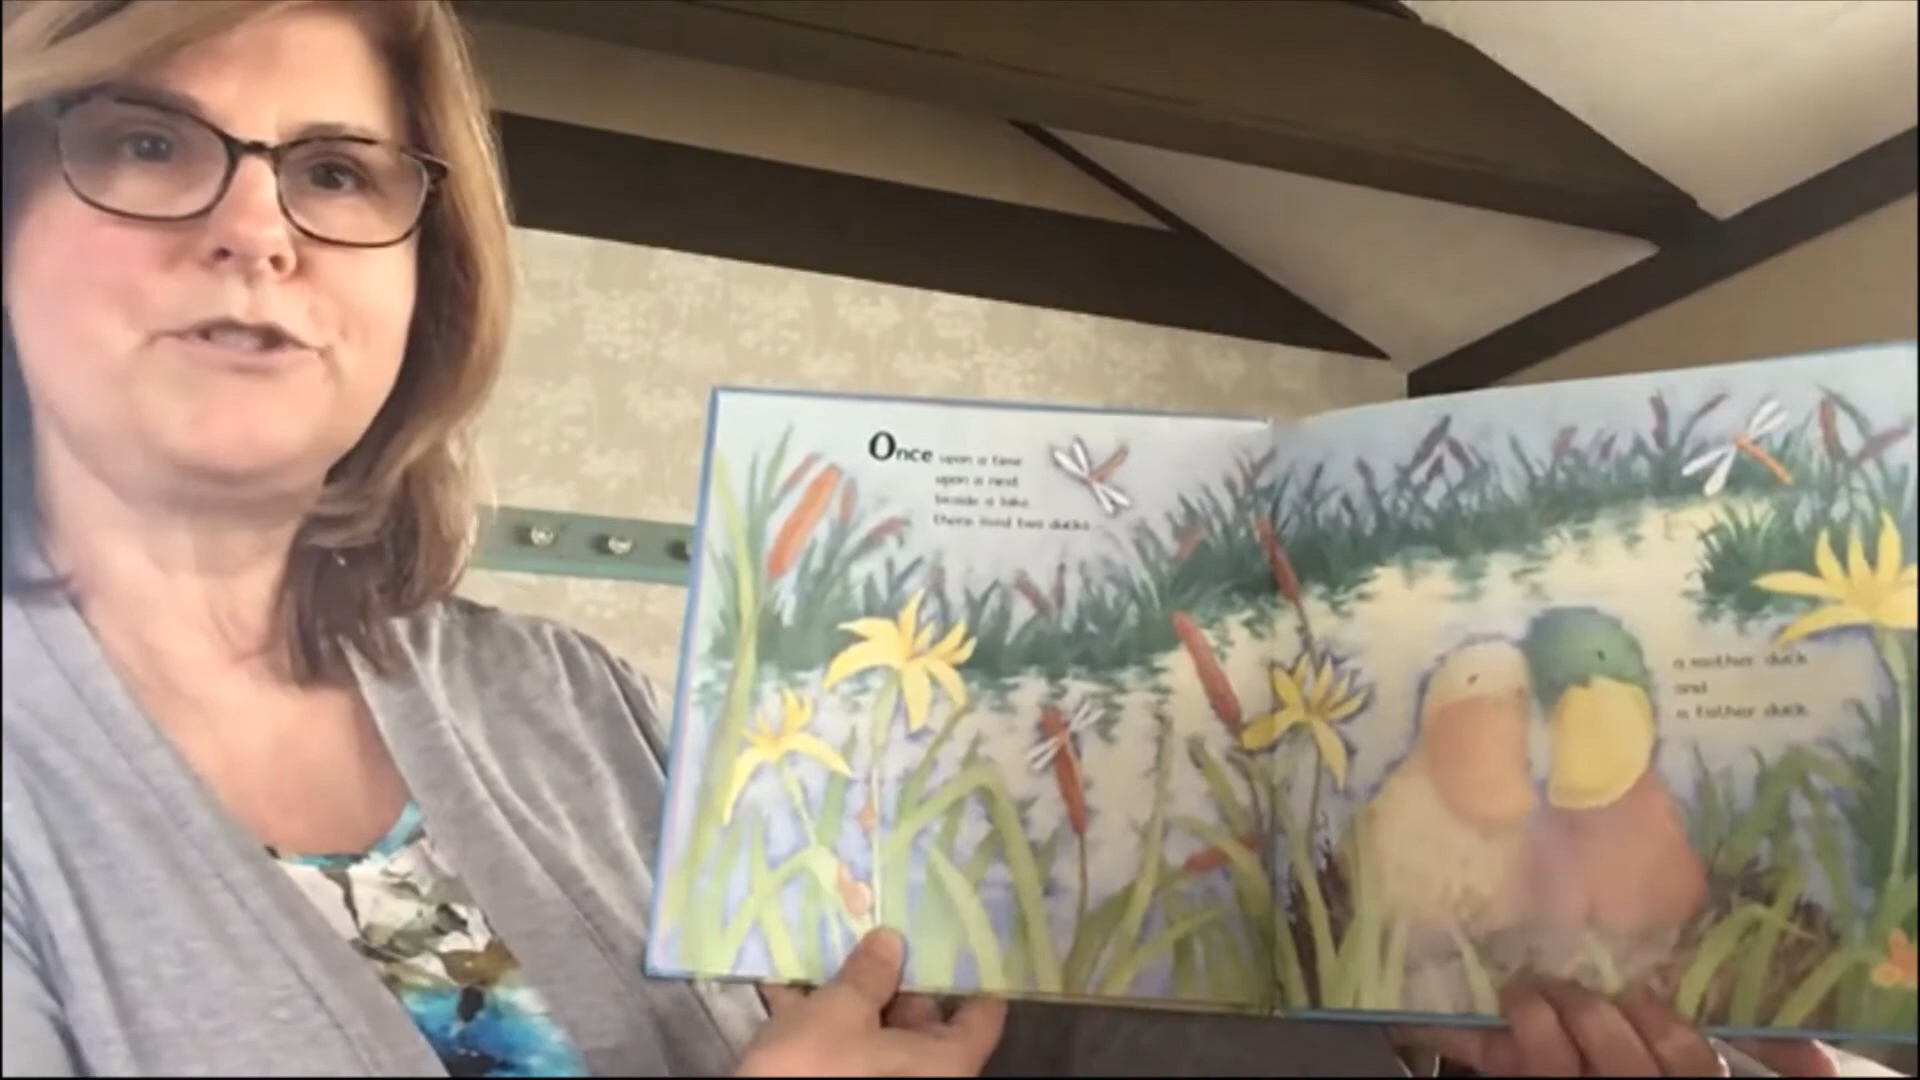 Once upon a time
upon a nest
beside a lake,
there lived two ducks—
a mother duck
and
a father duck.